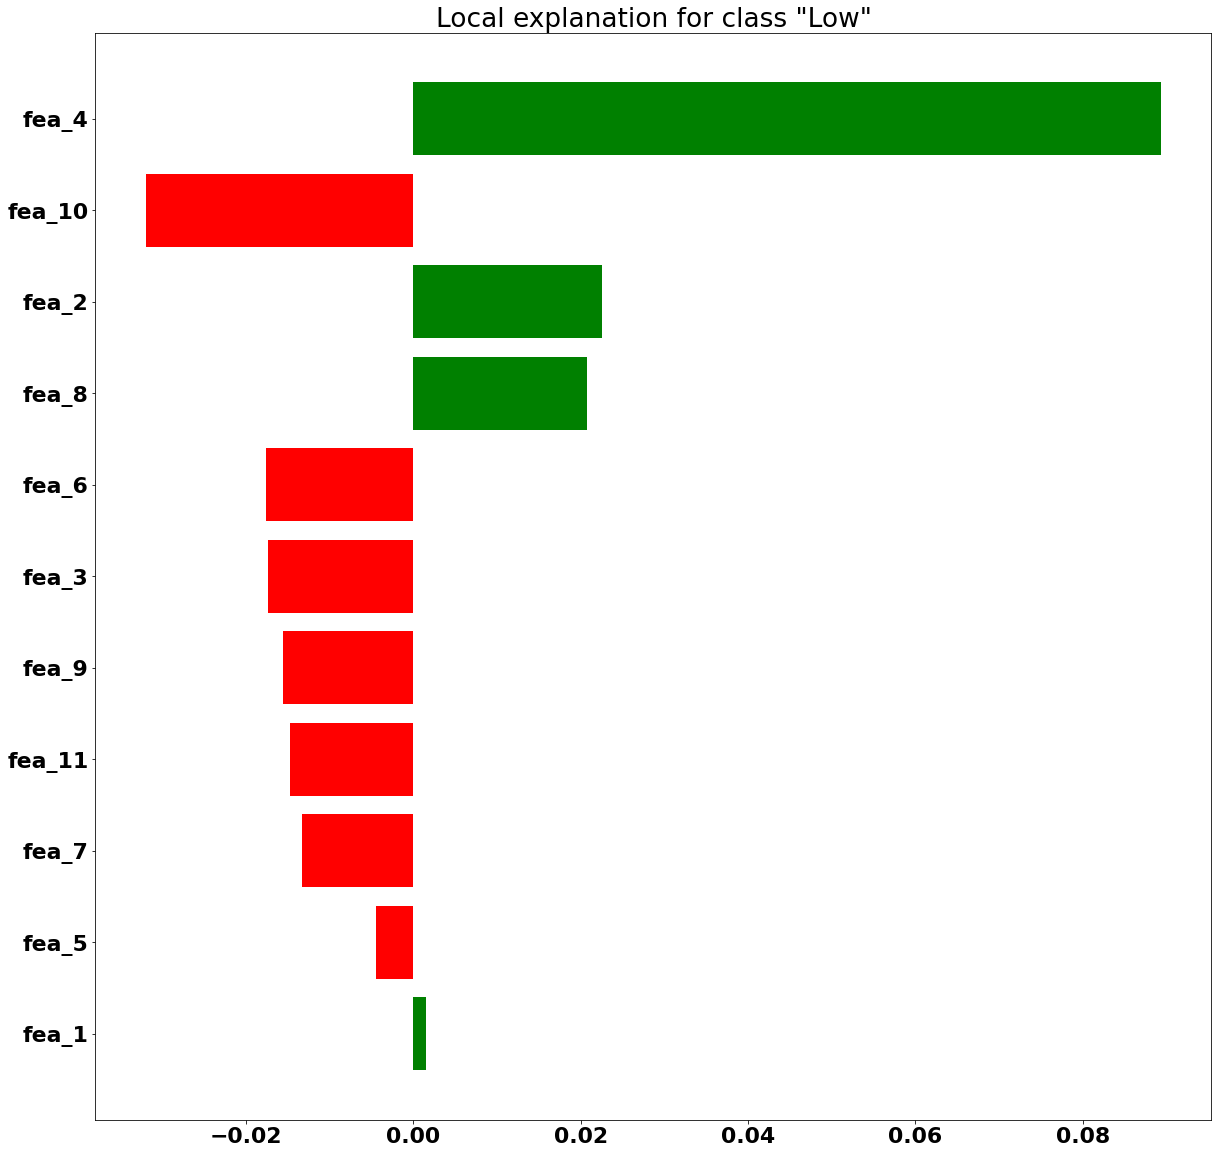 Local explanation for class "Low"
fea_4
fea_10
fea_2
fea_8
fea_6
fea_3
fea_9
fea_11
fea_7
fea_5
fea_1
−0.02 0.00 0.02 0.04 0.06 0.08